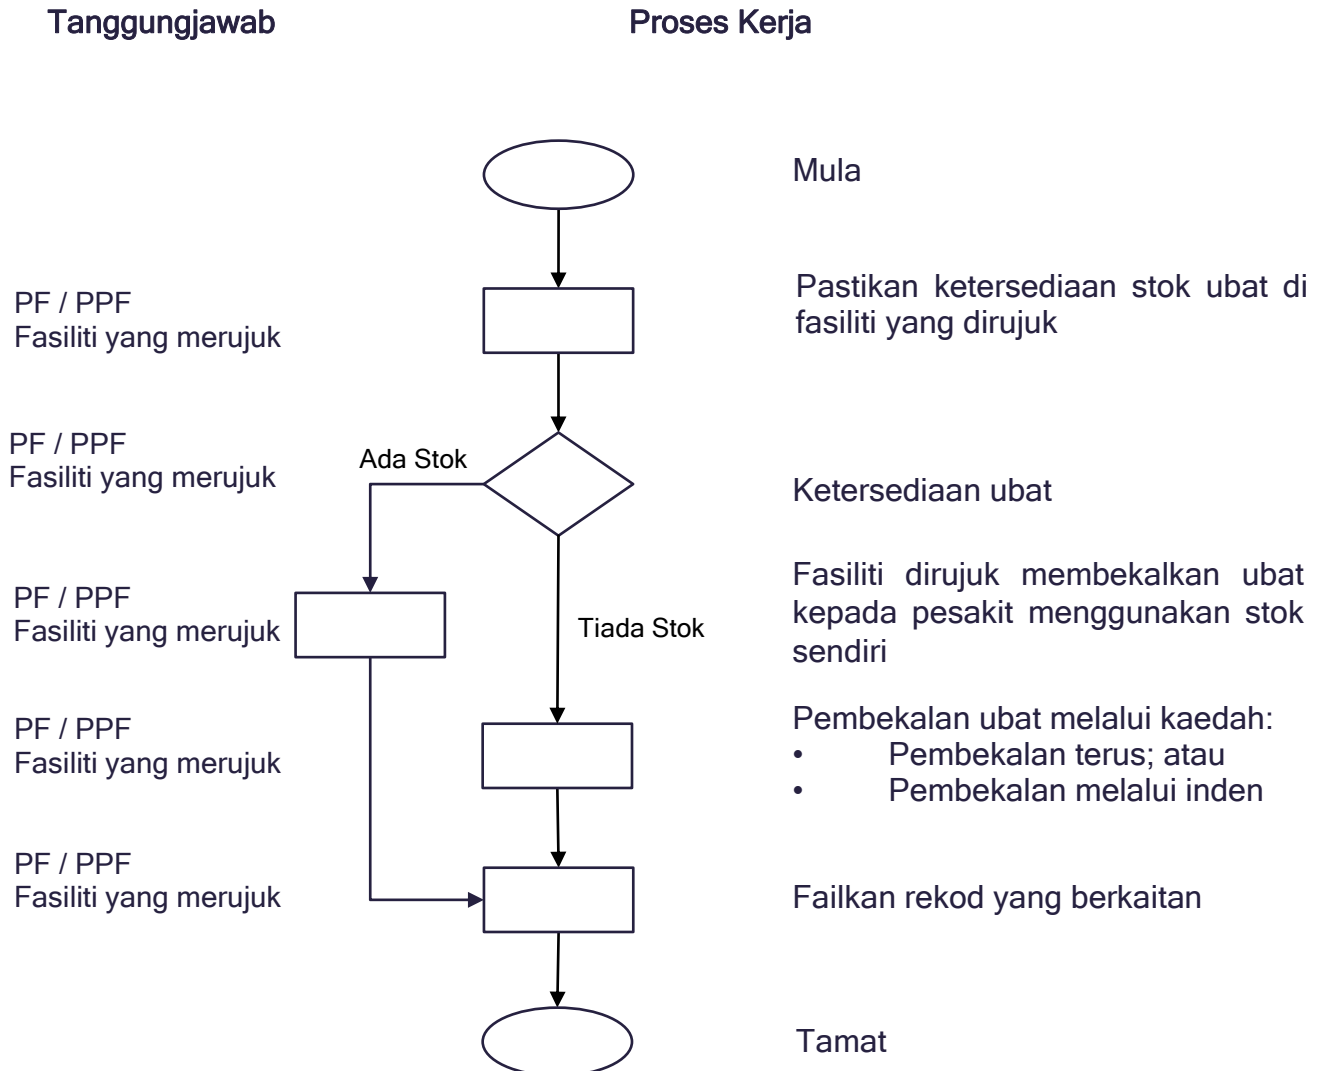 Tanggungjawab
Proses Kerja
Mula
PF / PPF
Fasiliti yang merujuk
Pastikan ketersediaan stok ubat di
fasiliti yang dirujuk
PF / PPF
Fasiliti yang merujuk
Ada Stok
Ketersediaan ubat
PF / PPF
Fasiliti yang merujuk
Tiada Stok
Fasiliti dirujuk membekalkan ubat
kepada pesakit menggunakan stok
sendiri
PF / PPF
Fasiliti yang merujuk
Pembekalan ubat melalui kaedah:
• Pembekalan terus; atau
• Pembekalan melalui inden
PF / PPF
Fasiliti yang merujuk
Failkan rekod yang berkaitan
Tamat